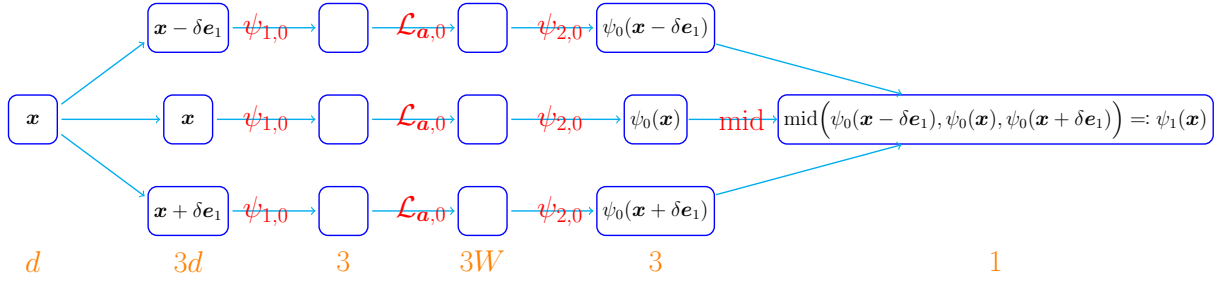 𝒙 − δ𝒆₁ ψ₁,₀ 𝓛𝒂,₀ ψ₂,₀ ψ₀(𝒙 − δ𝒆₁)
𝒙 𝒙 ψ₁,₀ 𝓛𝒂,₀ ψ₂,₀ ψ₀(𝒙) mid mid(ψ₀(𝒙 − δ𝒆₁), ψ₀(𝒙), ψ₀(𝒙 + δ𝒆₁)) =: ψ₁(𝒙)
𝒙 + δ𝒆₁ ψ₁,₀ 𝓛𝒂,₀ ψ₂,₀ ψ₀(𝒙 + δ𝒆₁)
d 3d 3 3W 3 1